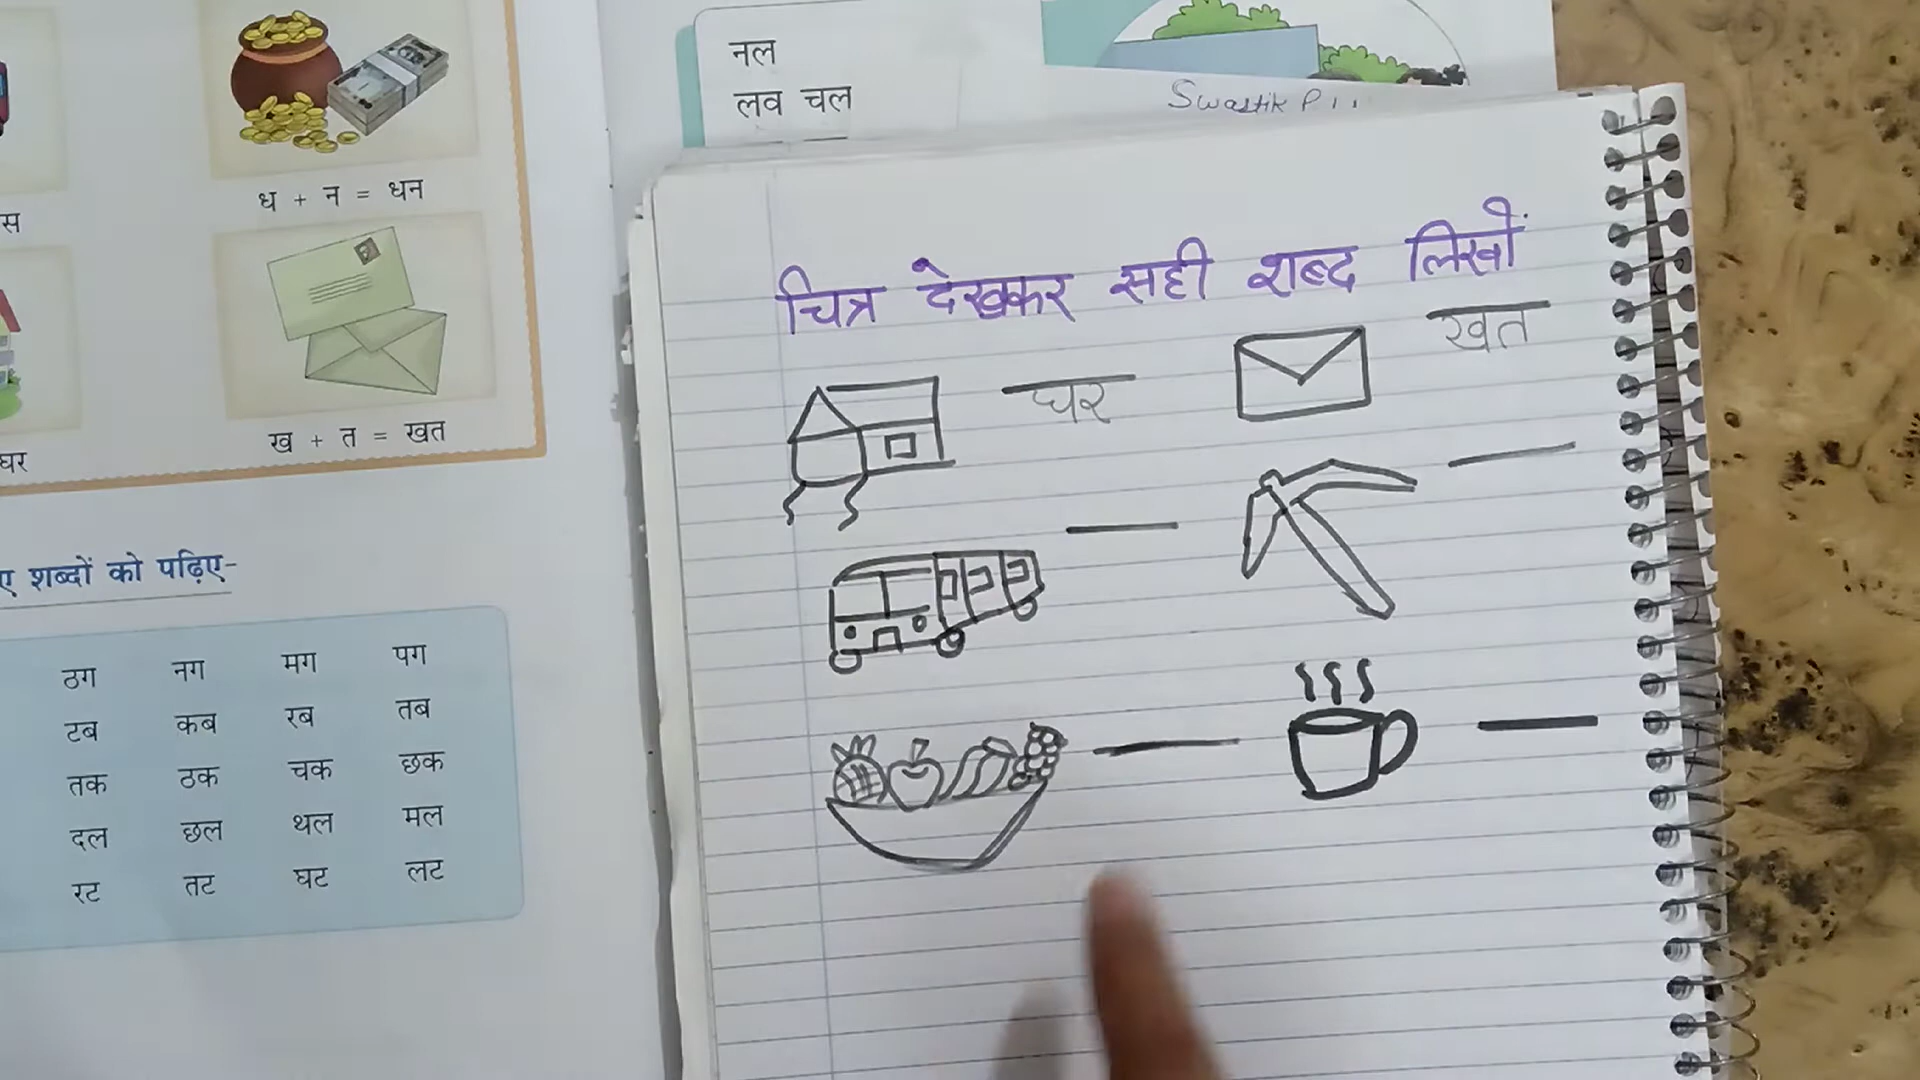 ध + न = धन
स
ख + त = खत
घर
ए शब्दों को पढ़िए-
ठग नग मग पग
टब कब रब तब
तक ठक चक छक
दल छल थल मल
रट तट घट लट
नल
लव चल
Swastik
चित्र देखकर सही शब्द लिखों
घर
खत